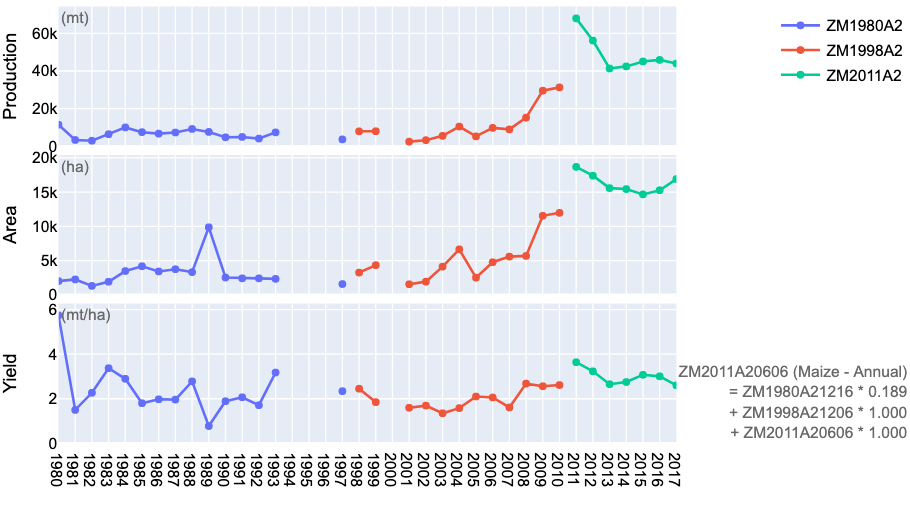 (mt)
Production
60k
40k
20k
0
(ha)
Area
20k
15k
10k
5k
0
(mt/ha)
Yield
6
4
2
0
1980 1981 1982 1983 1984 1985 1986 1987 1988 1989 1990 1991 1992 1993 1994 1995 1996 1997 1998 1999 2000 2001 2002 2003 2004 2005 2006 2007 2008 2009 2010 2011 2012 2013 2014 2015 2016 2017
ZM1980A2
ZM1998A2
ZM2011A2
ZM2011A20606 (Maize - Annual)
= ZM1980A21216 * 0.189
+ ZM1998A21206 * 1.000
+ ZM2011A20606 * 1.000